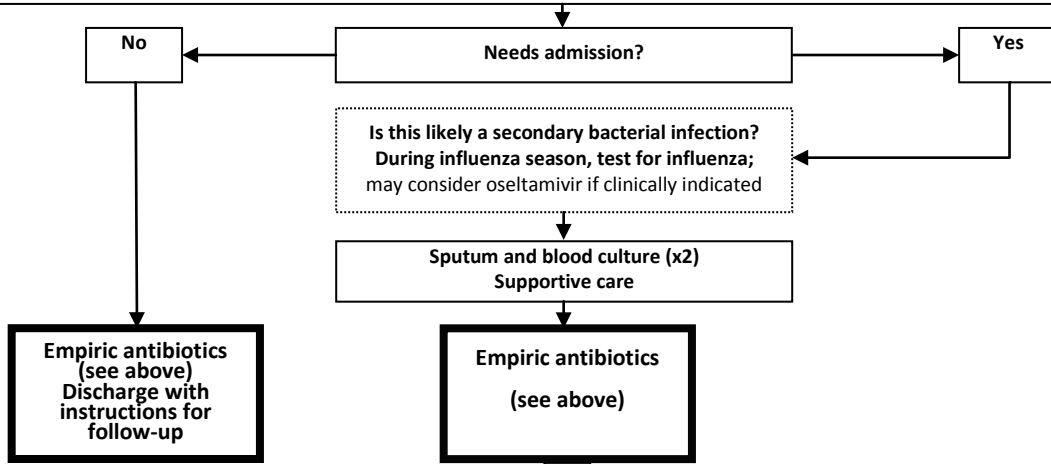 No
Needs admission?
Yes
Is this likely a secondary bacterial infection?
During influenza season, test for influenza;
may consider oseltamivir if clinically indicated
Sputum and blood culture (x2)
Supportive care
Empiric antibiotics
(see above)
Discharge with
instructions for
follow-up
Empiric antibiotics
(see above)